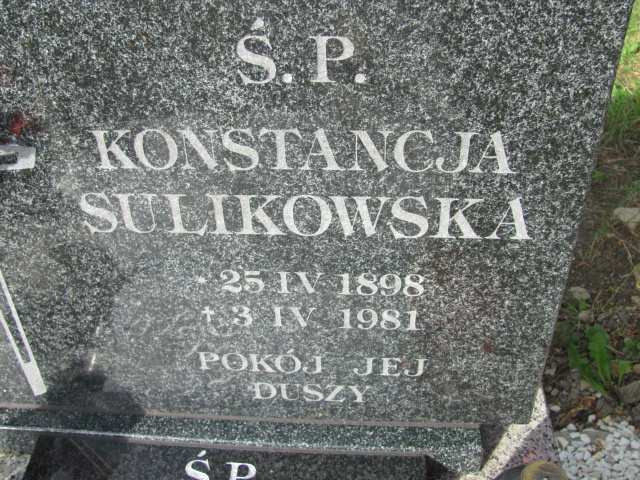 Ś.P.
KONSTANCJA
SULIKOWSKA
* 25 IV 1898
† 3 IV 1981
POKÓJ JEJ
DUSZY
Ś.P.